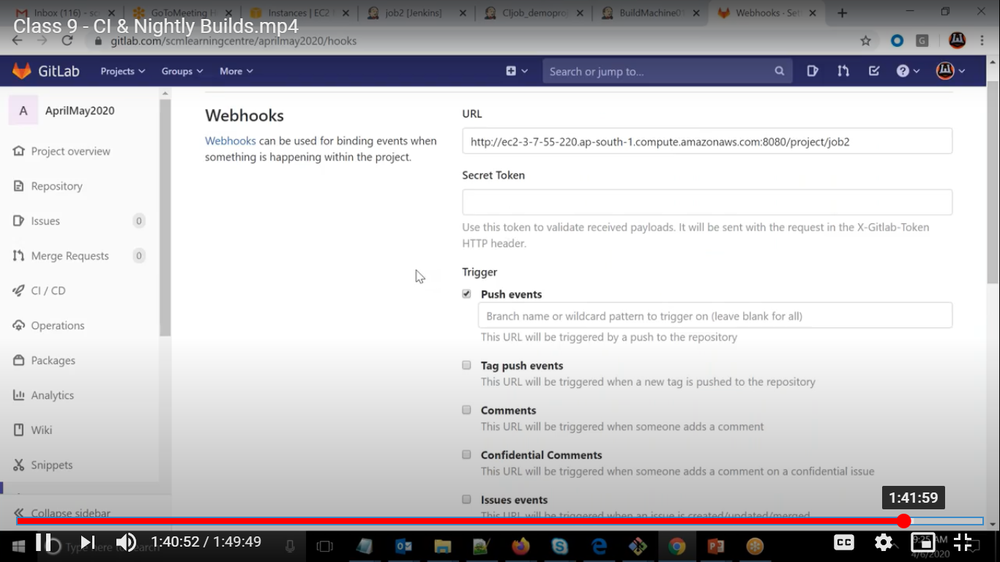 Inbox (116) - sc
GoToMeeting H
Instances | EC2
job2 [Jenkins]
CIjob_demopro
BuildMachine01
Webhooks · Set
Class 9 - CI & Nightly Builds.mp4
gitlab.com/scmlearningcentre/aprilmay2020/hooks
G
GitLab
Projects
Groups
More
Search or jump to...
A
AprilMay2020
Project overview
Repository
Issues
0
Merge Requests
0
CI / CD
Operations
Packages
Analytics
Wiki
Snippets
Collapse sidebar
Webhooks
Webhooks can be used for binding events when
something is happening within the project.
URL
http://ec2-3-7-55-220.ap-south-1.compute.amazonaws.com:8080/project/job2
Secret Token
Use this token to validate received payloads. It will be sent with the request in the X-Gitlab-Token
HTTP header.
Trigger
Push events
Branch name or wildcard pattern to trigger on (leave blank for all)
This URL will be triggered by a push to the repository
Tag push events
This URL will be triggered when a new tag is pushed to the repository
Comments
This URL will be triggered when someone adds a comment
Confidential Comments
This URL will be triggered when someone adds a comment on a confidential issue
Issues events
This URL will be triggered when an issue is created/updated/merged
1:41:59
1:40:52 / 1:49:49
Type here to search
CC
9:25 AM
4/6/2020